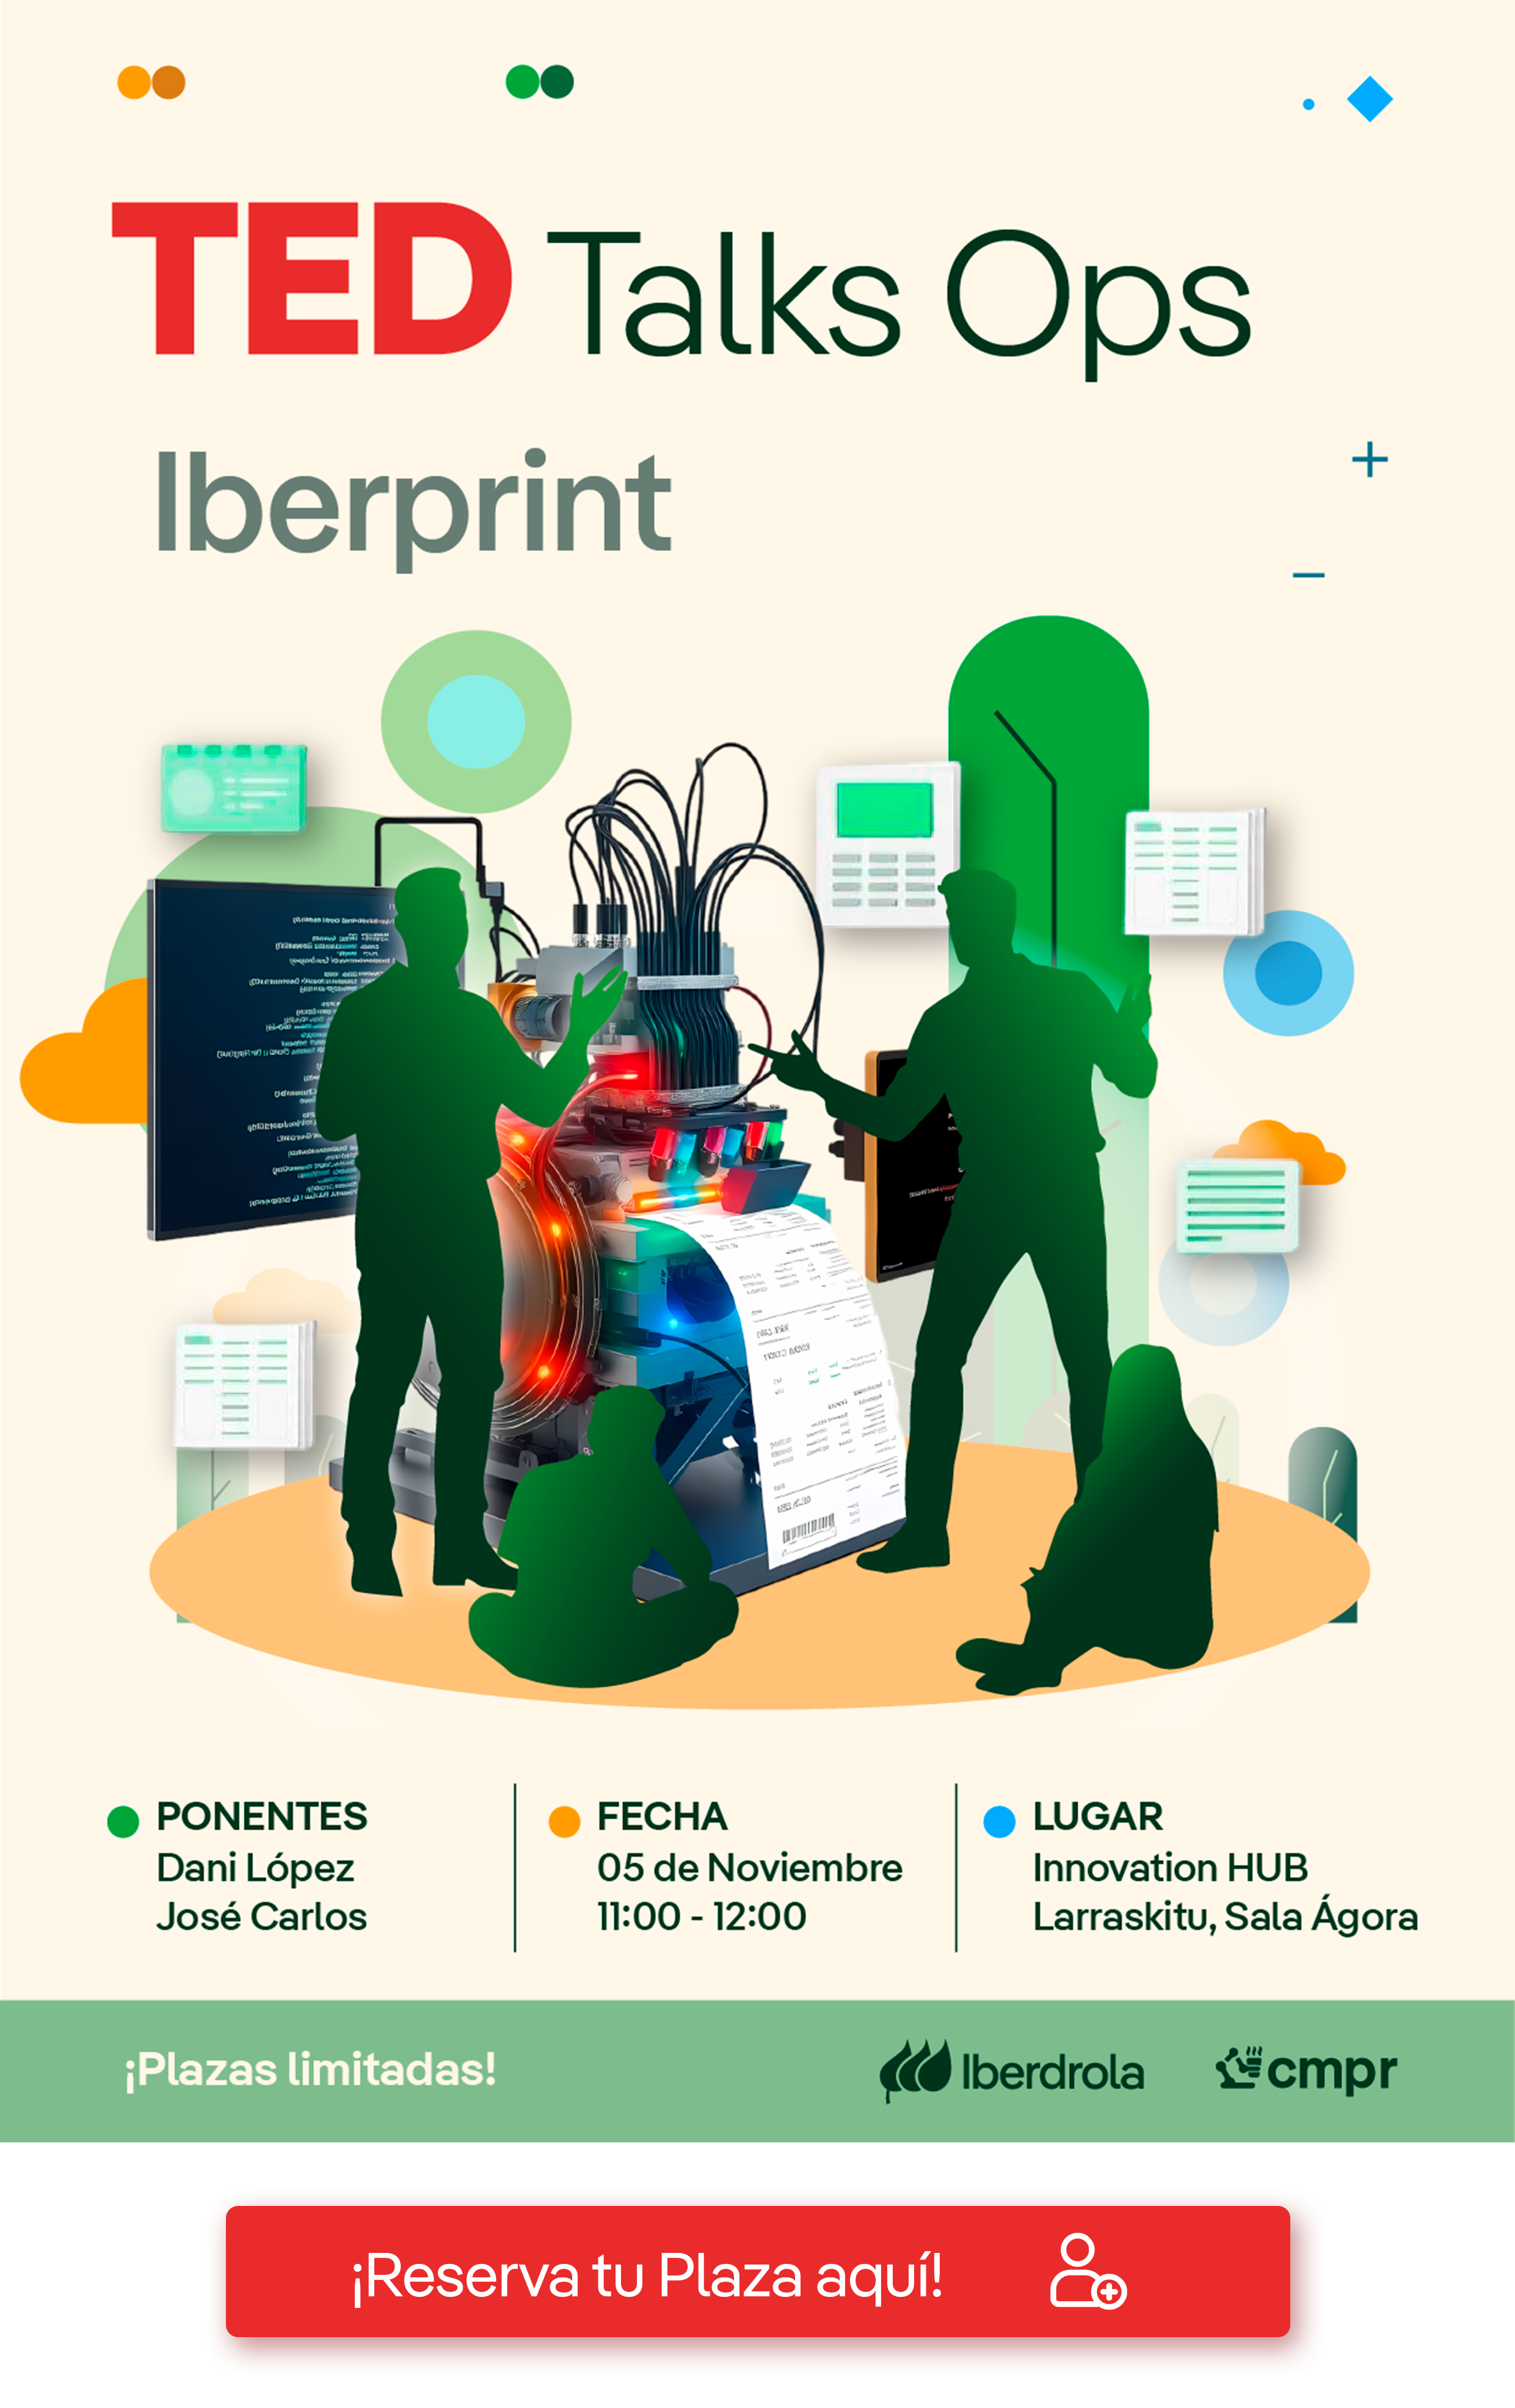 TED Talks Ops
Iberprint
PONENTES
Dani López
José Carlos
FECHA
05 de Noviembre
11:00 - 12:00
LUGAR
Innovation HUB
Larraskitu, Sala Ágora
¡Plazas limitadas!
Iberdrola
cmpr
¡Reserva tu Plaza aquí!